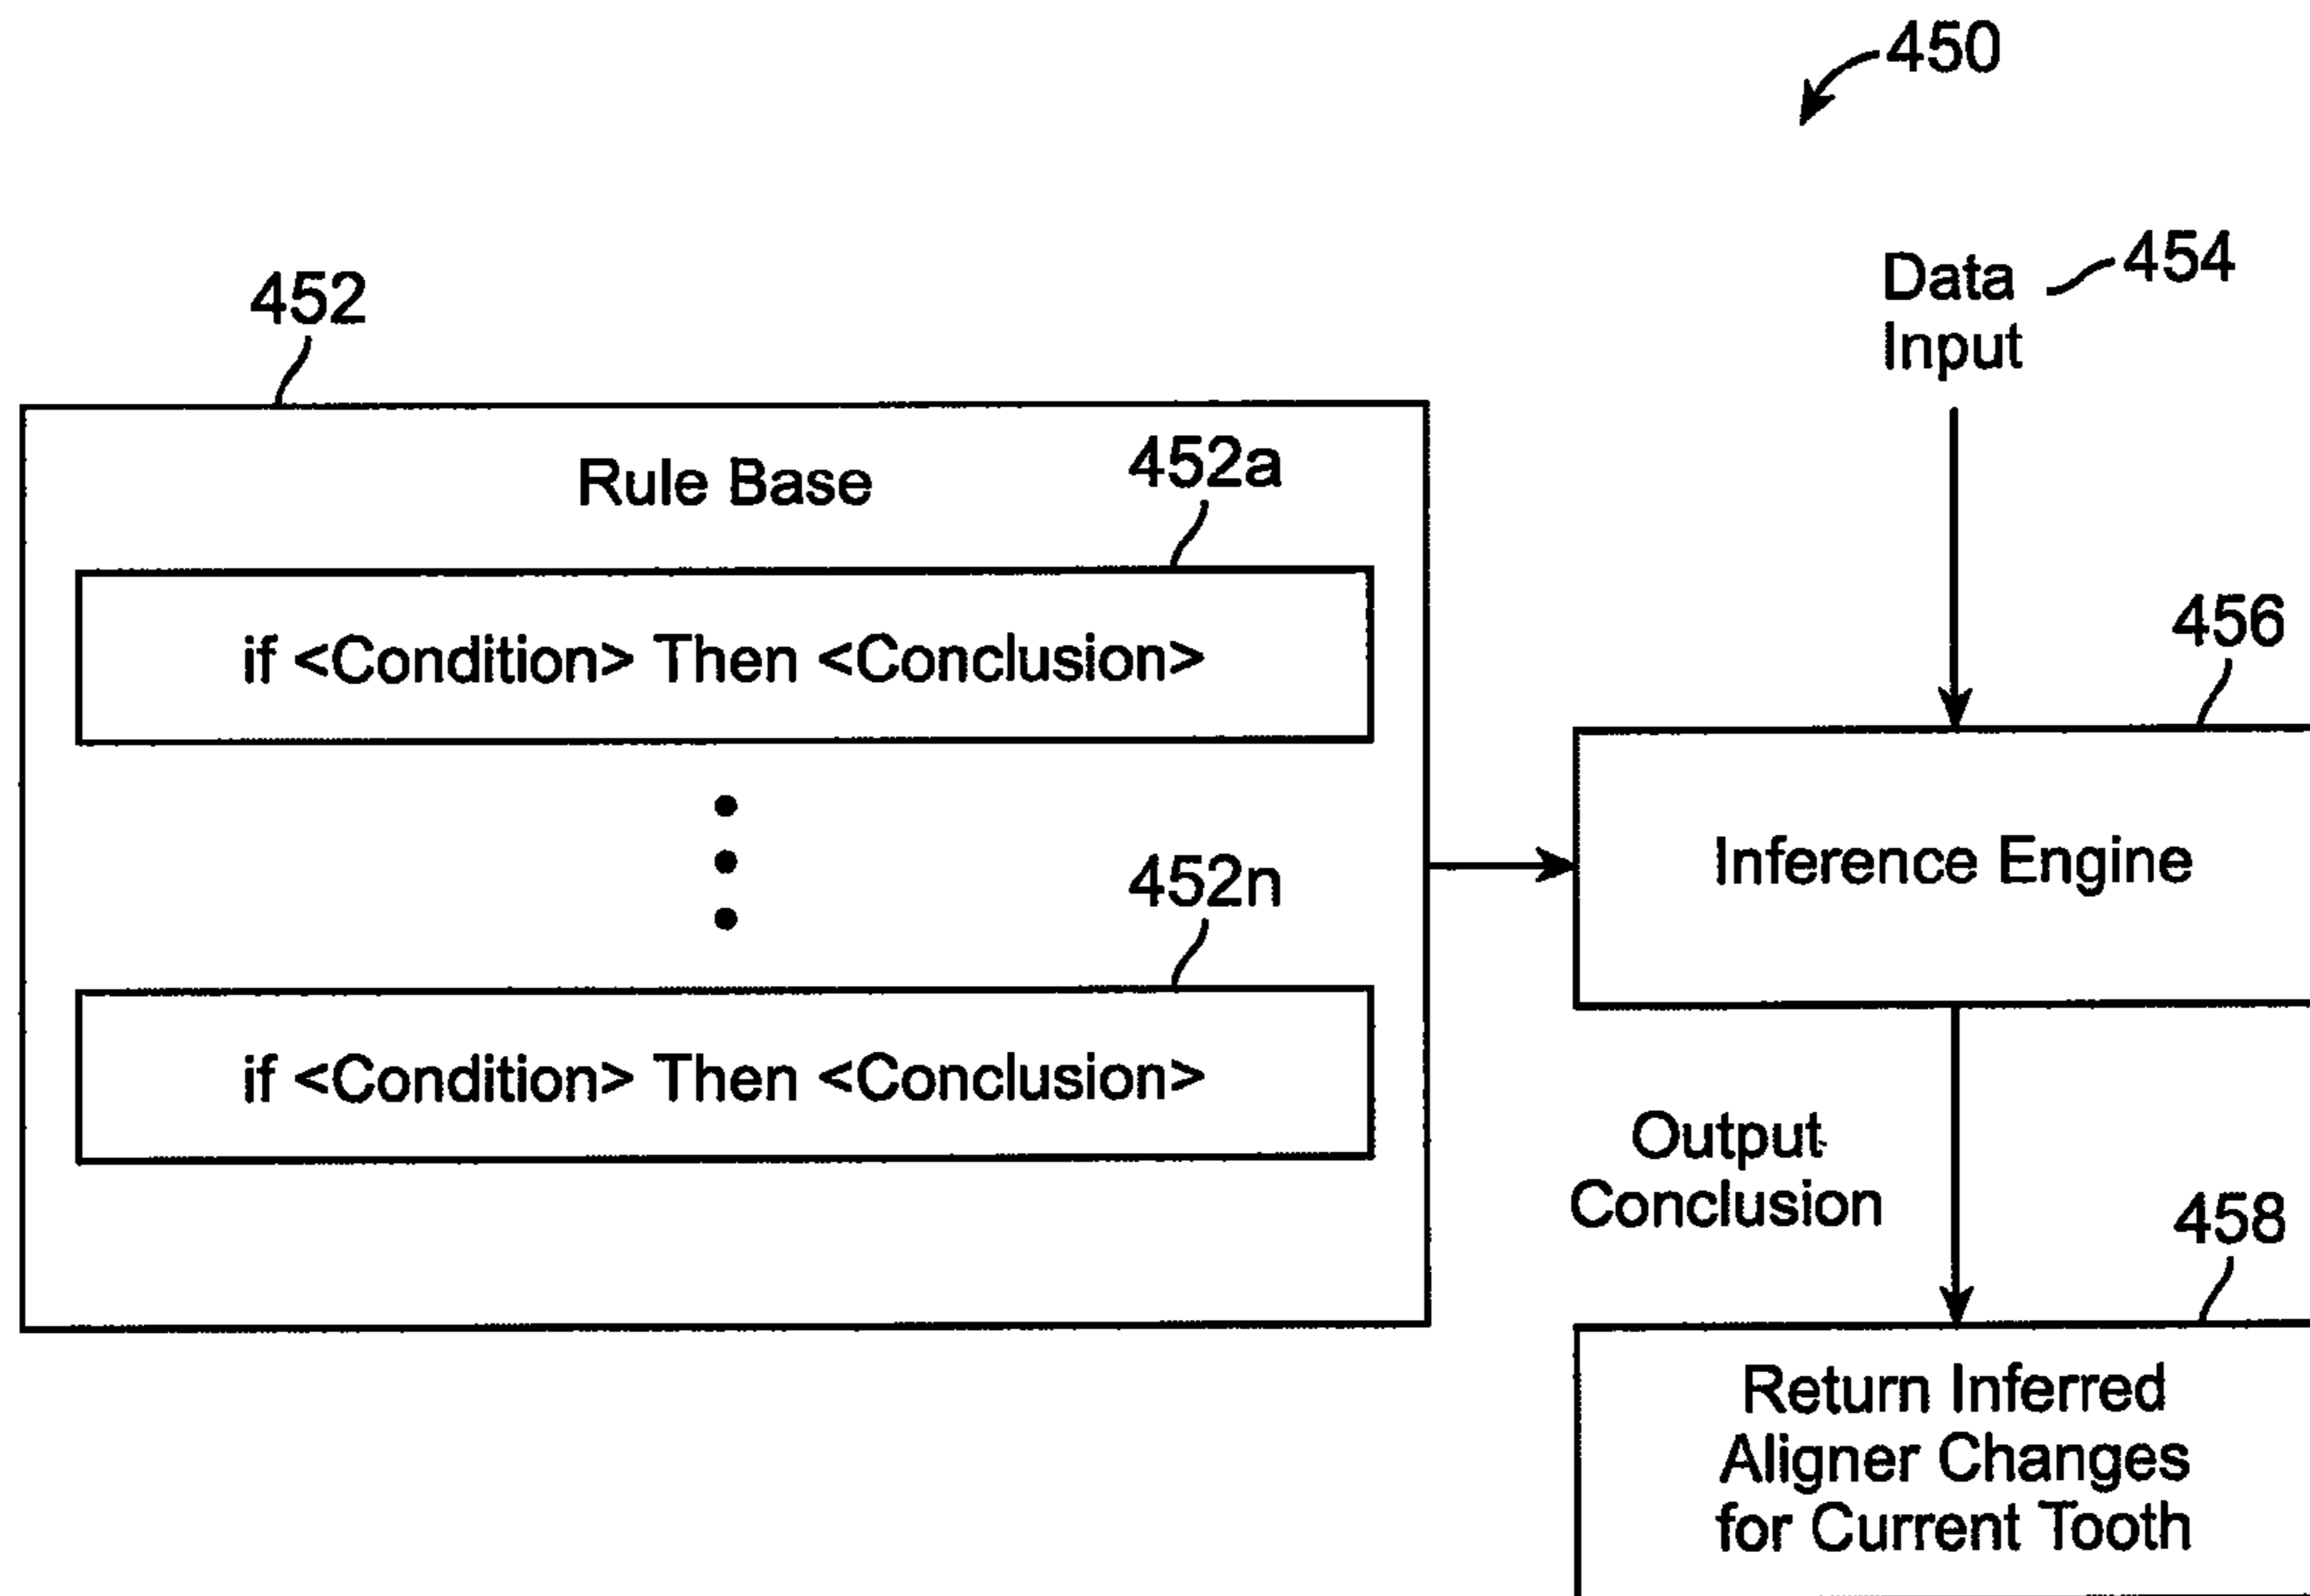 450
Data
Input
454
452
Rule Base
452a
if <Condition> Then <Conclusion>
452n
if <Condition> Then <Conclusion>
456
Inference Engine
Output
Conclusion
458
Return Inferred
Aligner Changes
for Current Tooth